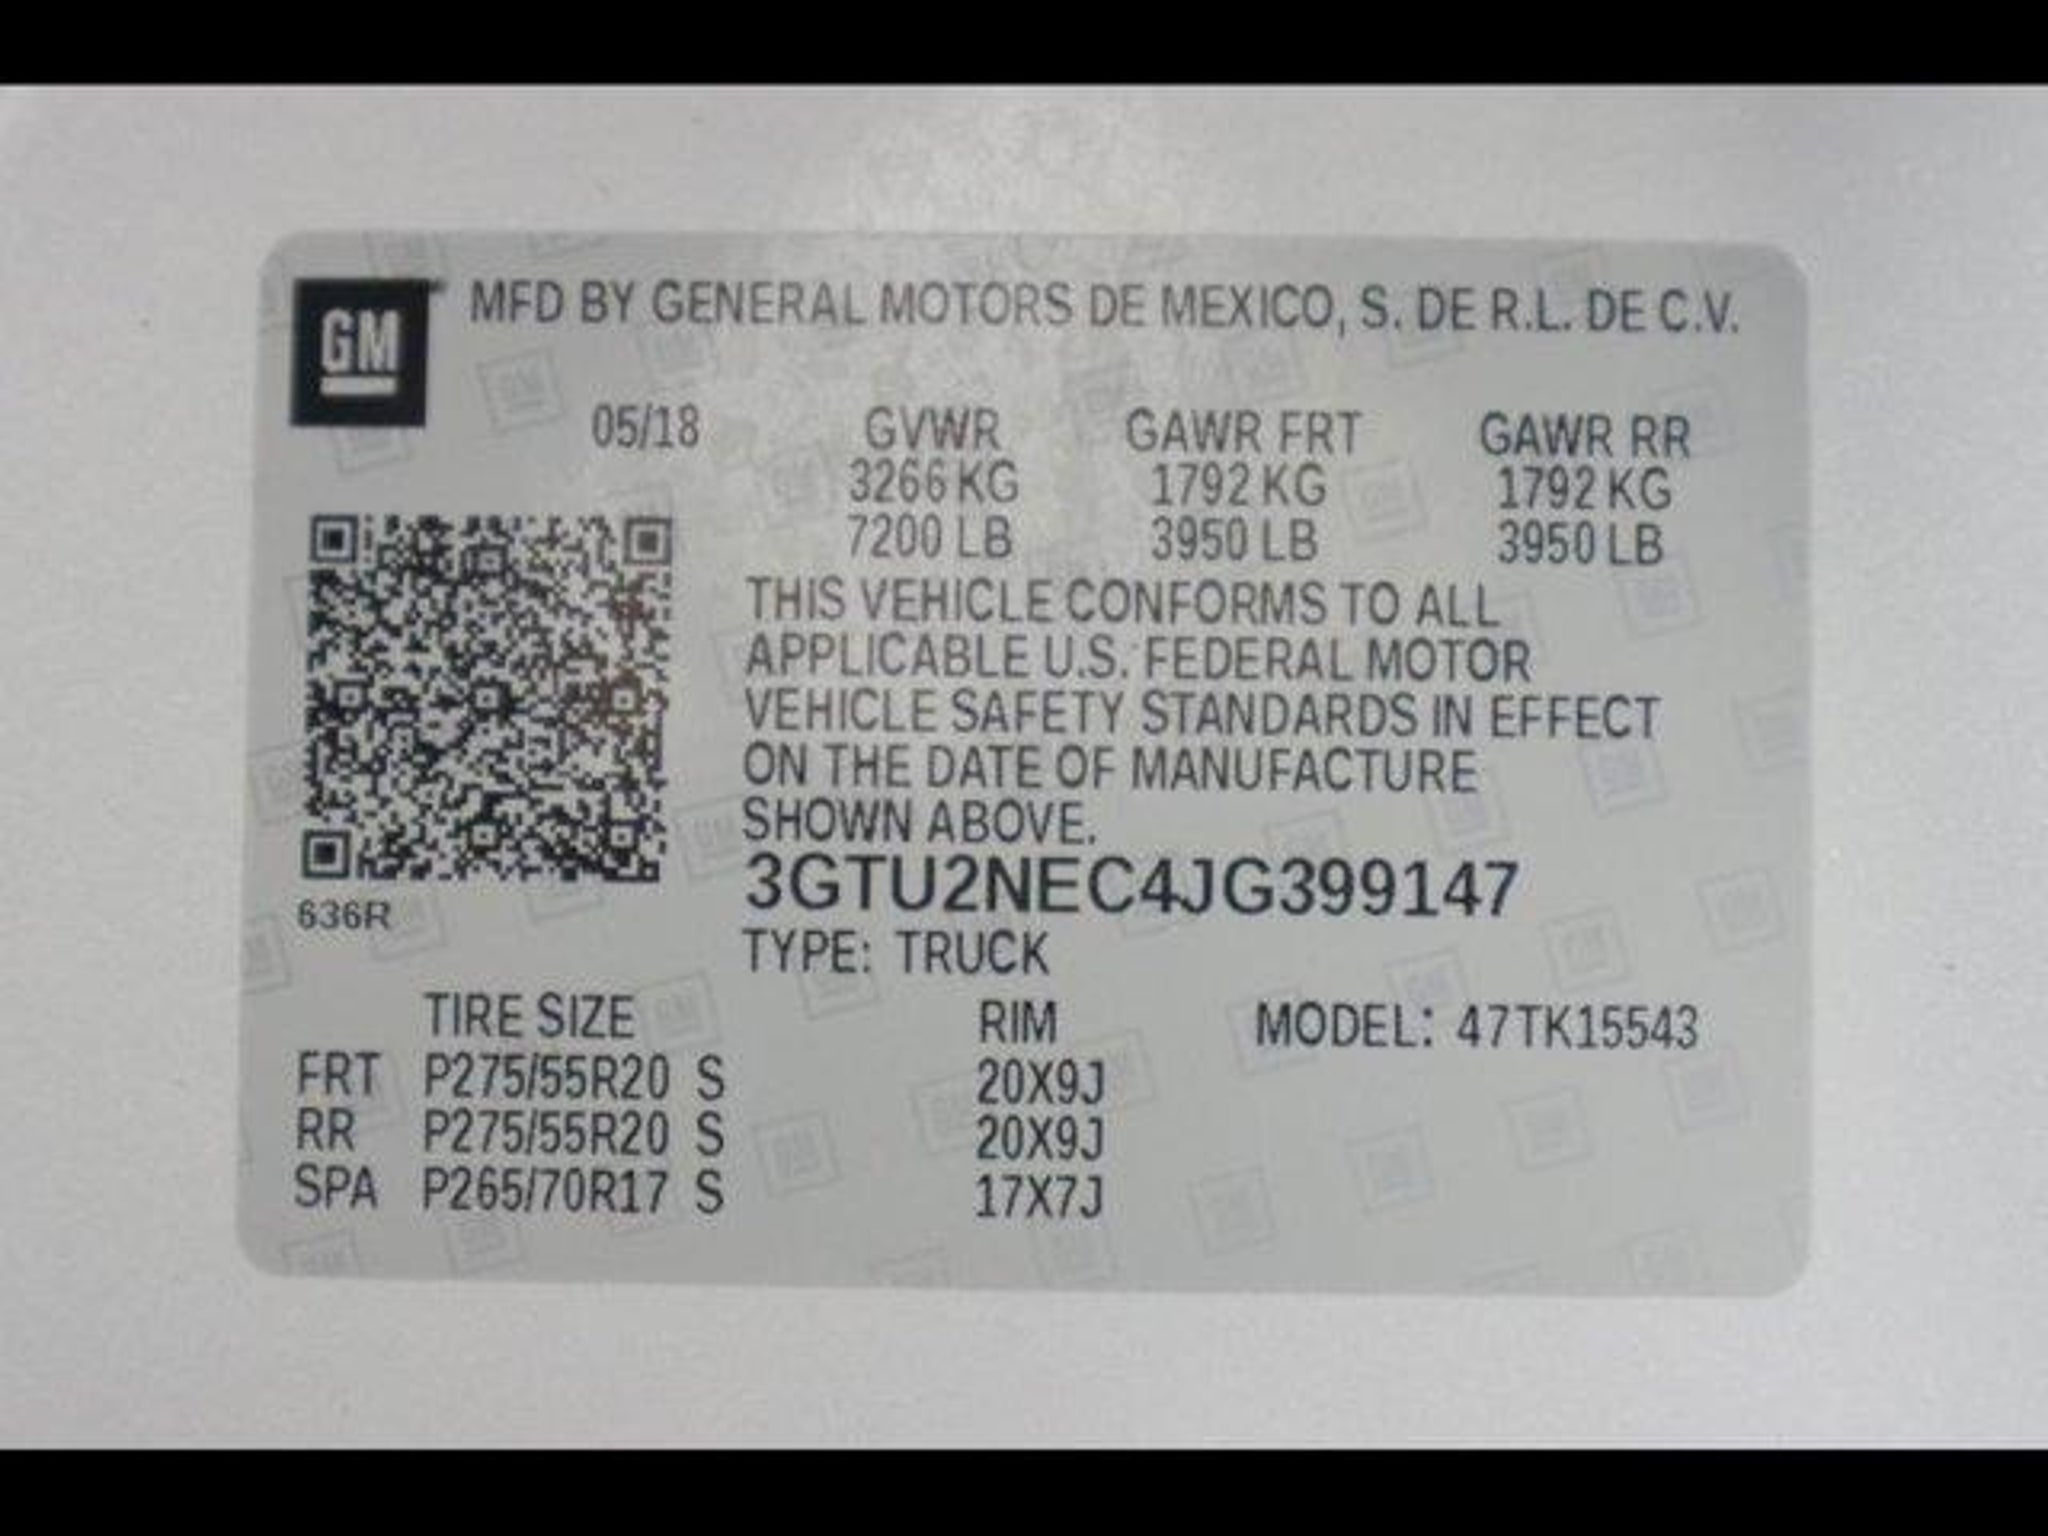 GM
MFD BY GENERAL MOTORS DE MEXICO, S. DE R.L. DE C.V.
05/18 GVWR GAWR FRT GAWR RR
3266 KG 1792 KG 1792 KG
7200 LB 3950 LB 3950 LB
THIS VEHICLE CONFORMS TO ALL
APPLICABLE U.S. FEDERAL MOTOR
VEHICLE SAFETY STANDARDS IN EFFECT
ON THE DATE OF MANUFACTURE
SHOWN ABOVE.
3GTU2NEC4JG399147
636R
TYPE: TRUCK
TIRE SIZE RIM MODEL: 47TK15543
FRT P275/55R20 S 20X9J
RR P275/55R20 S 20X9J
SPA P265/70R17 S 17X7J